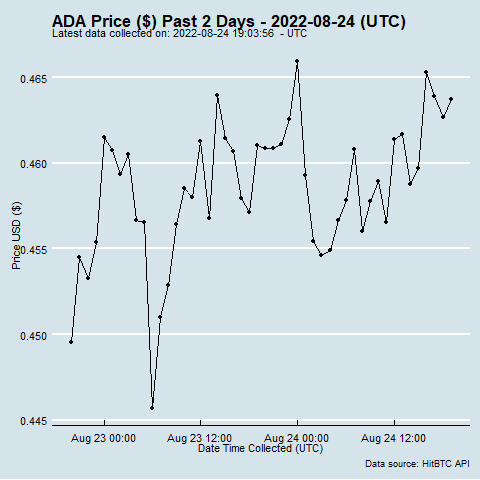 ADA Price ($) Past 2 Days - 2022-08-24 (UTC)
Latest data collected on: 2022-08-24 19:03:56 - UTC
0.465
0.460
0.455
0.450
0.445
Price USD ($)
Aug 23 00:00 Aug 23 12:00 Aug 24 00:00 Aug 24 12:00
Date Time Collected (UTC)
Data source: HitBTC API